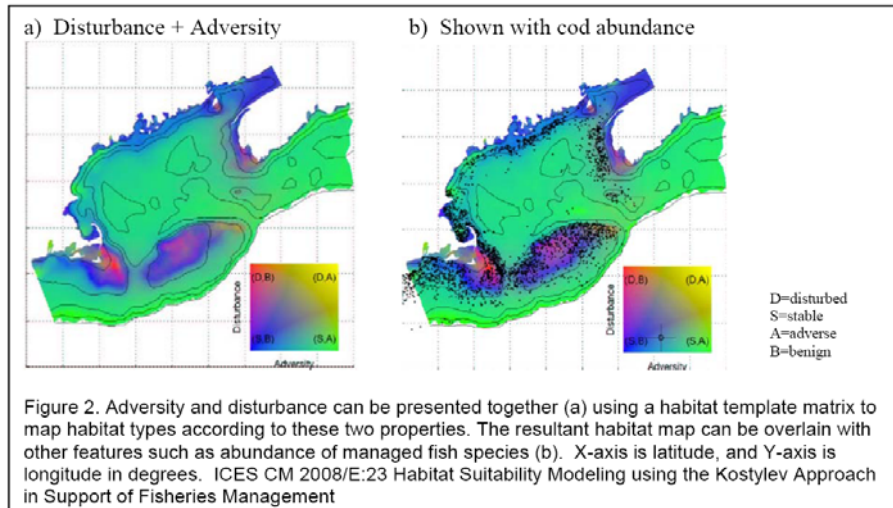 a) Disturbance + Adversity
b) Shown with cod abundance
Disturbance
(D,B)
(D,A)
(S,B)
(S,A)
Adversity
Disturbance
(D,B)
(D,A)
(S,B)
(S,A)
Adversity
D=disturbed
S=stable
A=adverse
B=benign
Figure 2. Adversity and disturbance can be presented together (a) using a habitat template matrix to
map habitat types according to these two properties. The resultant habitat map can be overlain with
other features such as abundance of managed fish species (b). X-axis is latitude, and Y-axis is
longitude in degrees. ICES CM 2008/E:23 Habitat Suitability Modeling using the Kostylev Approach
in Support of Fisheries Management